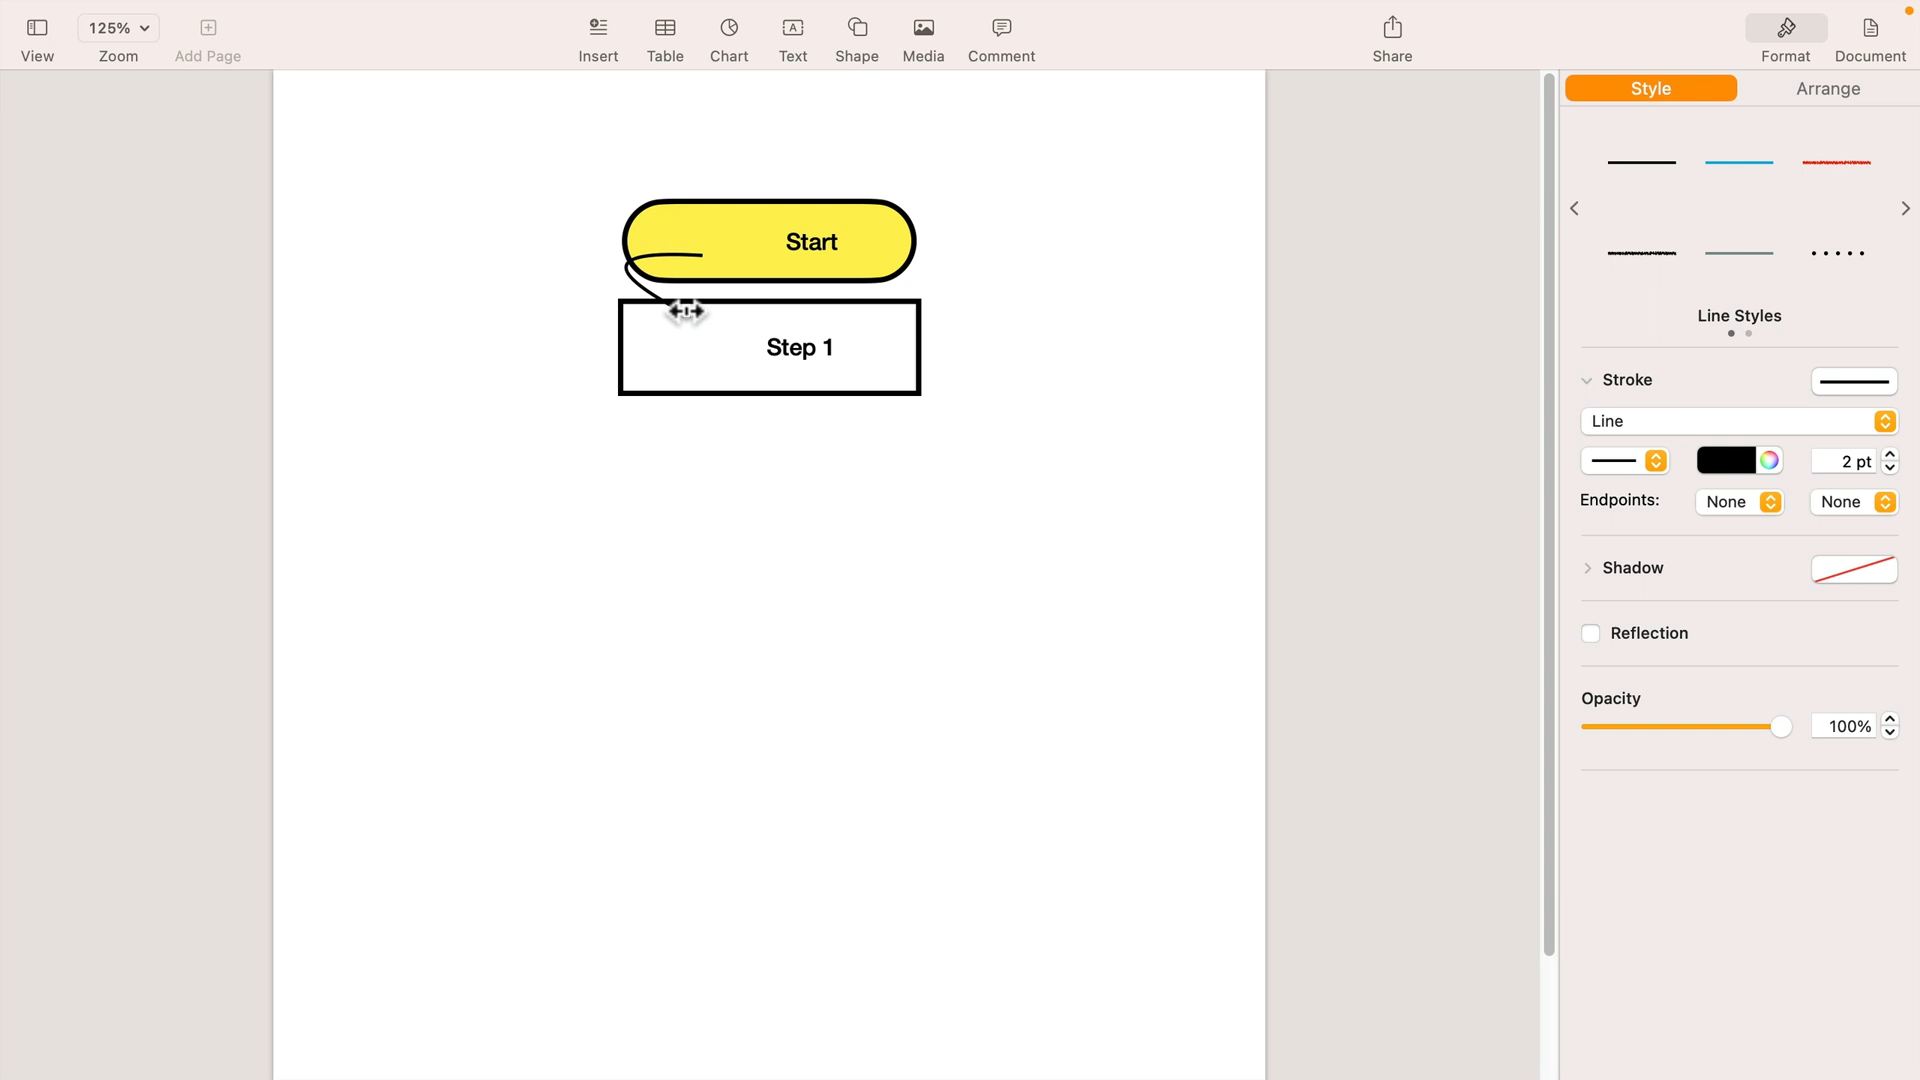 125%
View
Zoom
Add Page
Insert
Table
Chart
Text
Shape
Media
Comment
Share
Format
Document
Style
Arrange
Start
Step 1
Line Styles
Stroke
Line
2 pt
Endpoints:
None
None
Shadow
Reflection
Opacity
100%